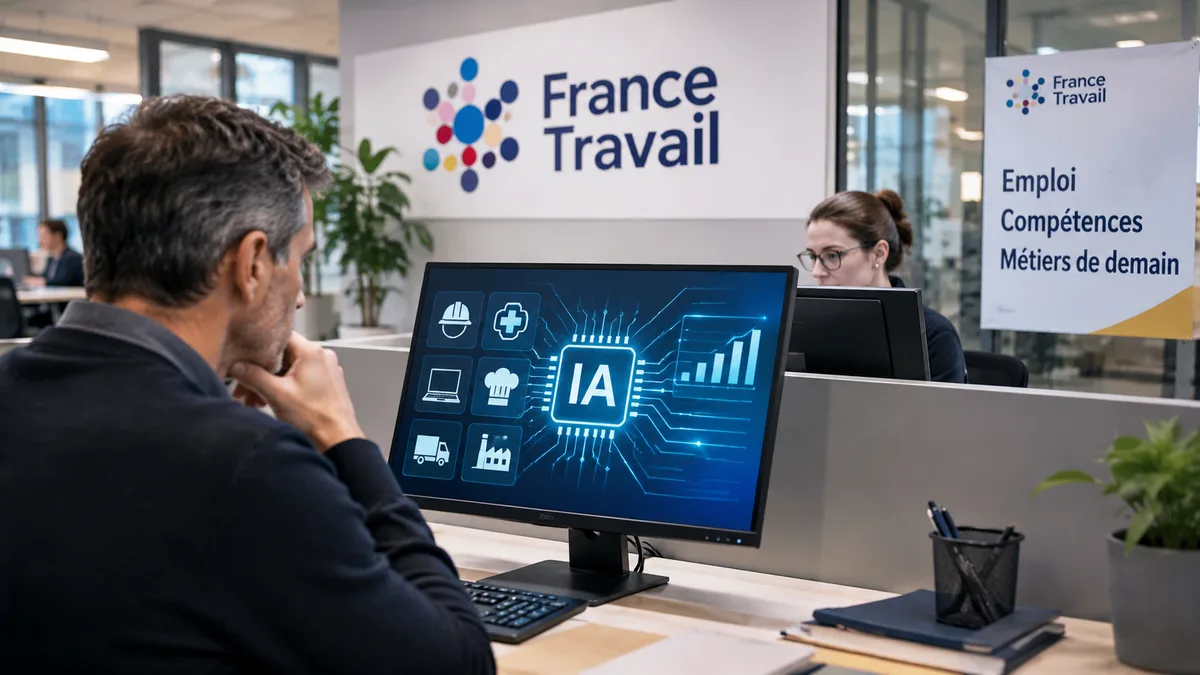 France
Travail
France
Travail
Emploi
Compétences
Métiers de demain
IA
DELL